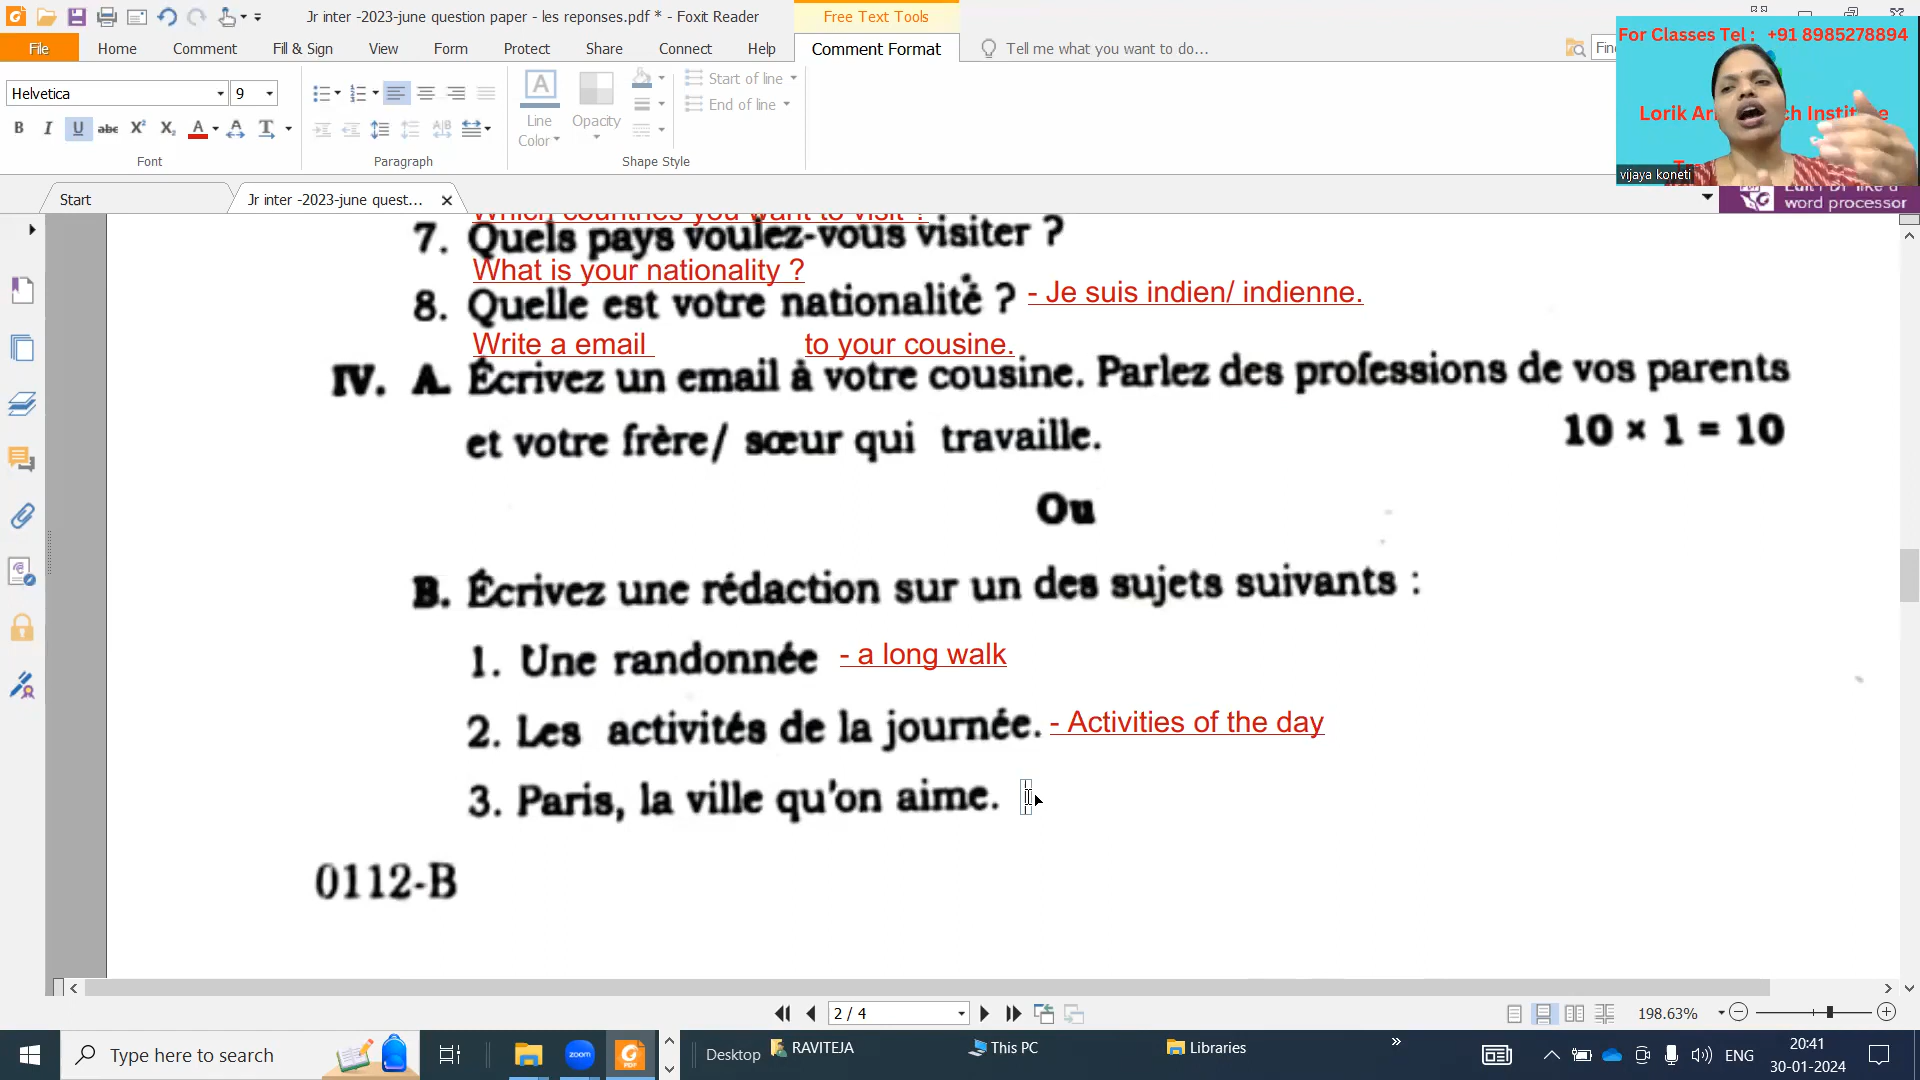 Jr inter -2023-june question paper - les reponses.pdf * - Foxit Reader
Free Text Tools
File Home Comment Fill & Sign View Form Protect Share Connect Help Comment Format Tell me what you want to do...
Helvetica 9
Start of line
End of line
Line Color
Opacity
Font Paragraph Shape Style
For Classes Tel : +91 8985278894
vijaya koneti
word processor
Start Jr inter -2023-june quest...
Which countries you want to visit ?
7. Quels pays voulez-vous visiter ?
What is your nationality ?
8. Quelle est votre nationalité ? - Je suis indien/ indienne.
Write a email to your cousine.
IV. A. Écrivez un email à votre cousine. Parlez des professions de vos parents
et votre frère/ sœur qui travaille. 10 × 1 = 10
Ou
B. Écrivez une rédaction sur un des sujets suivants :
1. Une randonnée - a long walk
2. Les activités de la journée. - Activities of the day
3. Paris, la ville qu'on aime.
0112-B
2 / 4
198.63%
Type here to search
zoom
Desktop RAVITEJA This PC Libraries
ENG
20:41
30-01-2024